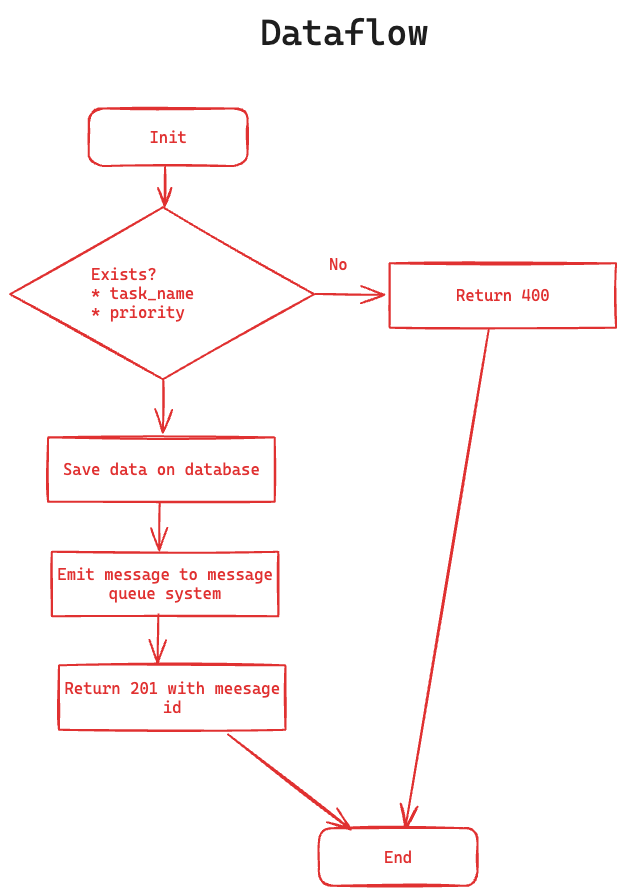 Dataflow
Init
Exists?
* task_name
* priority
No
Return 400
Save data on database
Emit message to message
queue system
Return 201 with meesage
id
End